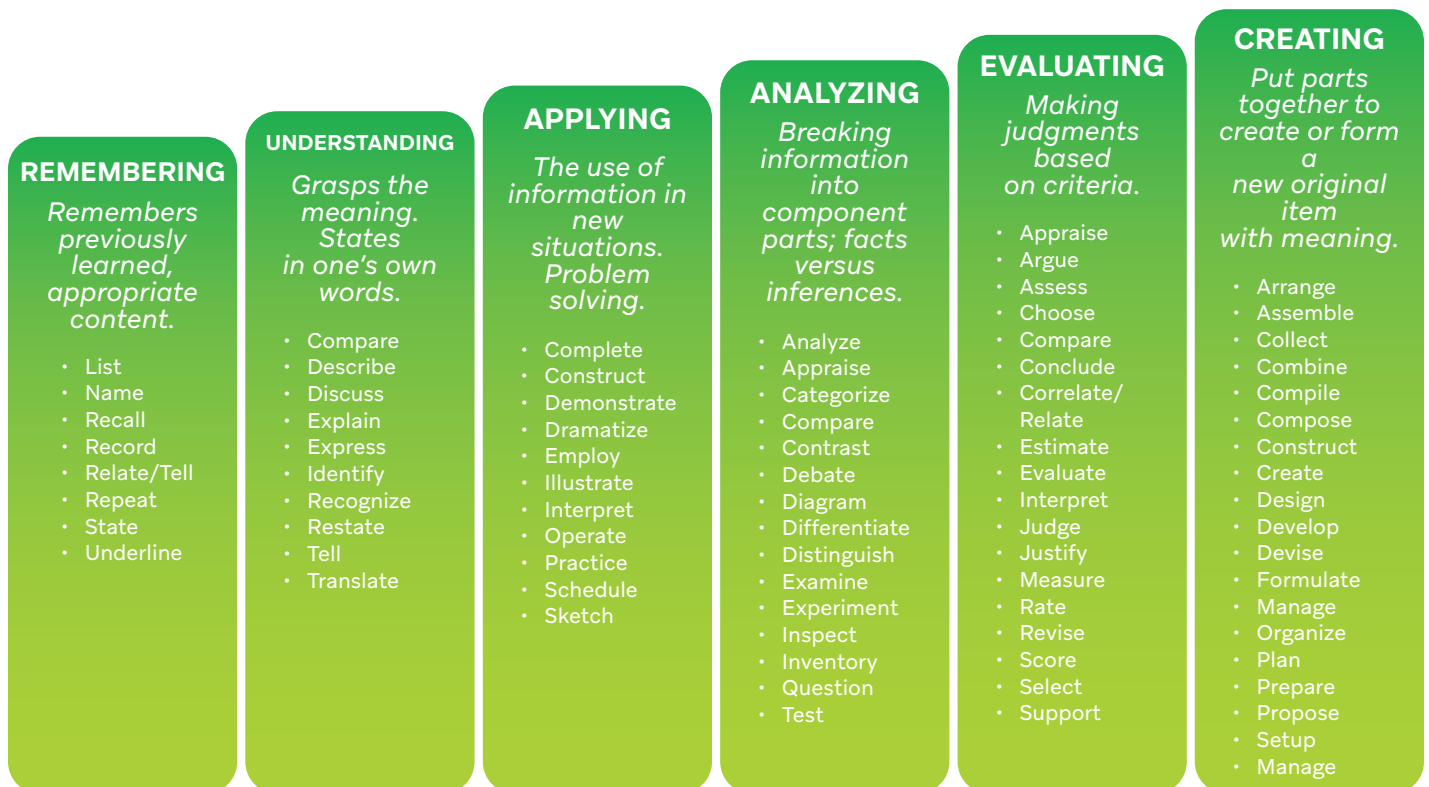 REMEMBERING
Remembers
previously
learned,
appropriate
content.
• List
• Name
• Recall
• Record
• Relate/Tell
• Repeat
• State
• Underline
UNDERSTANDING
Grasps the
meaning.
States
in one’s own
words.
• Compare
• Describe
• Discuss
• Explain
• Express
• Identify
• Recognize
• Restate
• Tell
• Translate
APPLYING
The use of
information in
new
situations.
Problem
solving.
• Complete
• Construct
• Demonstrate
• Dramatize
• Employ
• Illustrate
• Interpret
• Operate
• Practice
• Schedule
• Sketch
ANALYZING
Breaking
information
into
component
parts; facts
versus
inferences.
• Analyze
• Appraise
• Categorize
• Compare
• Contrast
• Debate
• Diagram
• Differentiate
• Distinguish
• Examine
• Experiment
• Inspect
• Inventory
• Question
• Test
EVALUATING
Making
judgments
based
on criteria.
• Appraise
• Argue
• Assess
• Choose
• Compare
• Conclude
• Correlate/
Relate
• Estimate
• Evaluate
• Interpret
• Judge
• Justify
• Measure
• Rate
• Revise
• Score
• Select
• Support
CREATING
Put parts
together to
create or form
a
new original
item
with meaning.
• Arrange
• Assemble
• Collect
• Combine
• Compile
• Compose
• Construct
• Create
• Design
• Develop
• Devise
• Formulate
• Manage
• Organize
• Plan
• Prepare
• Propose
• Setup
• Manage